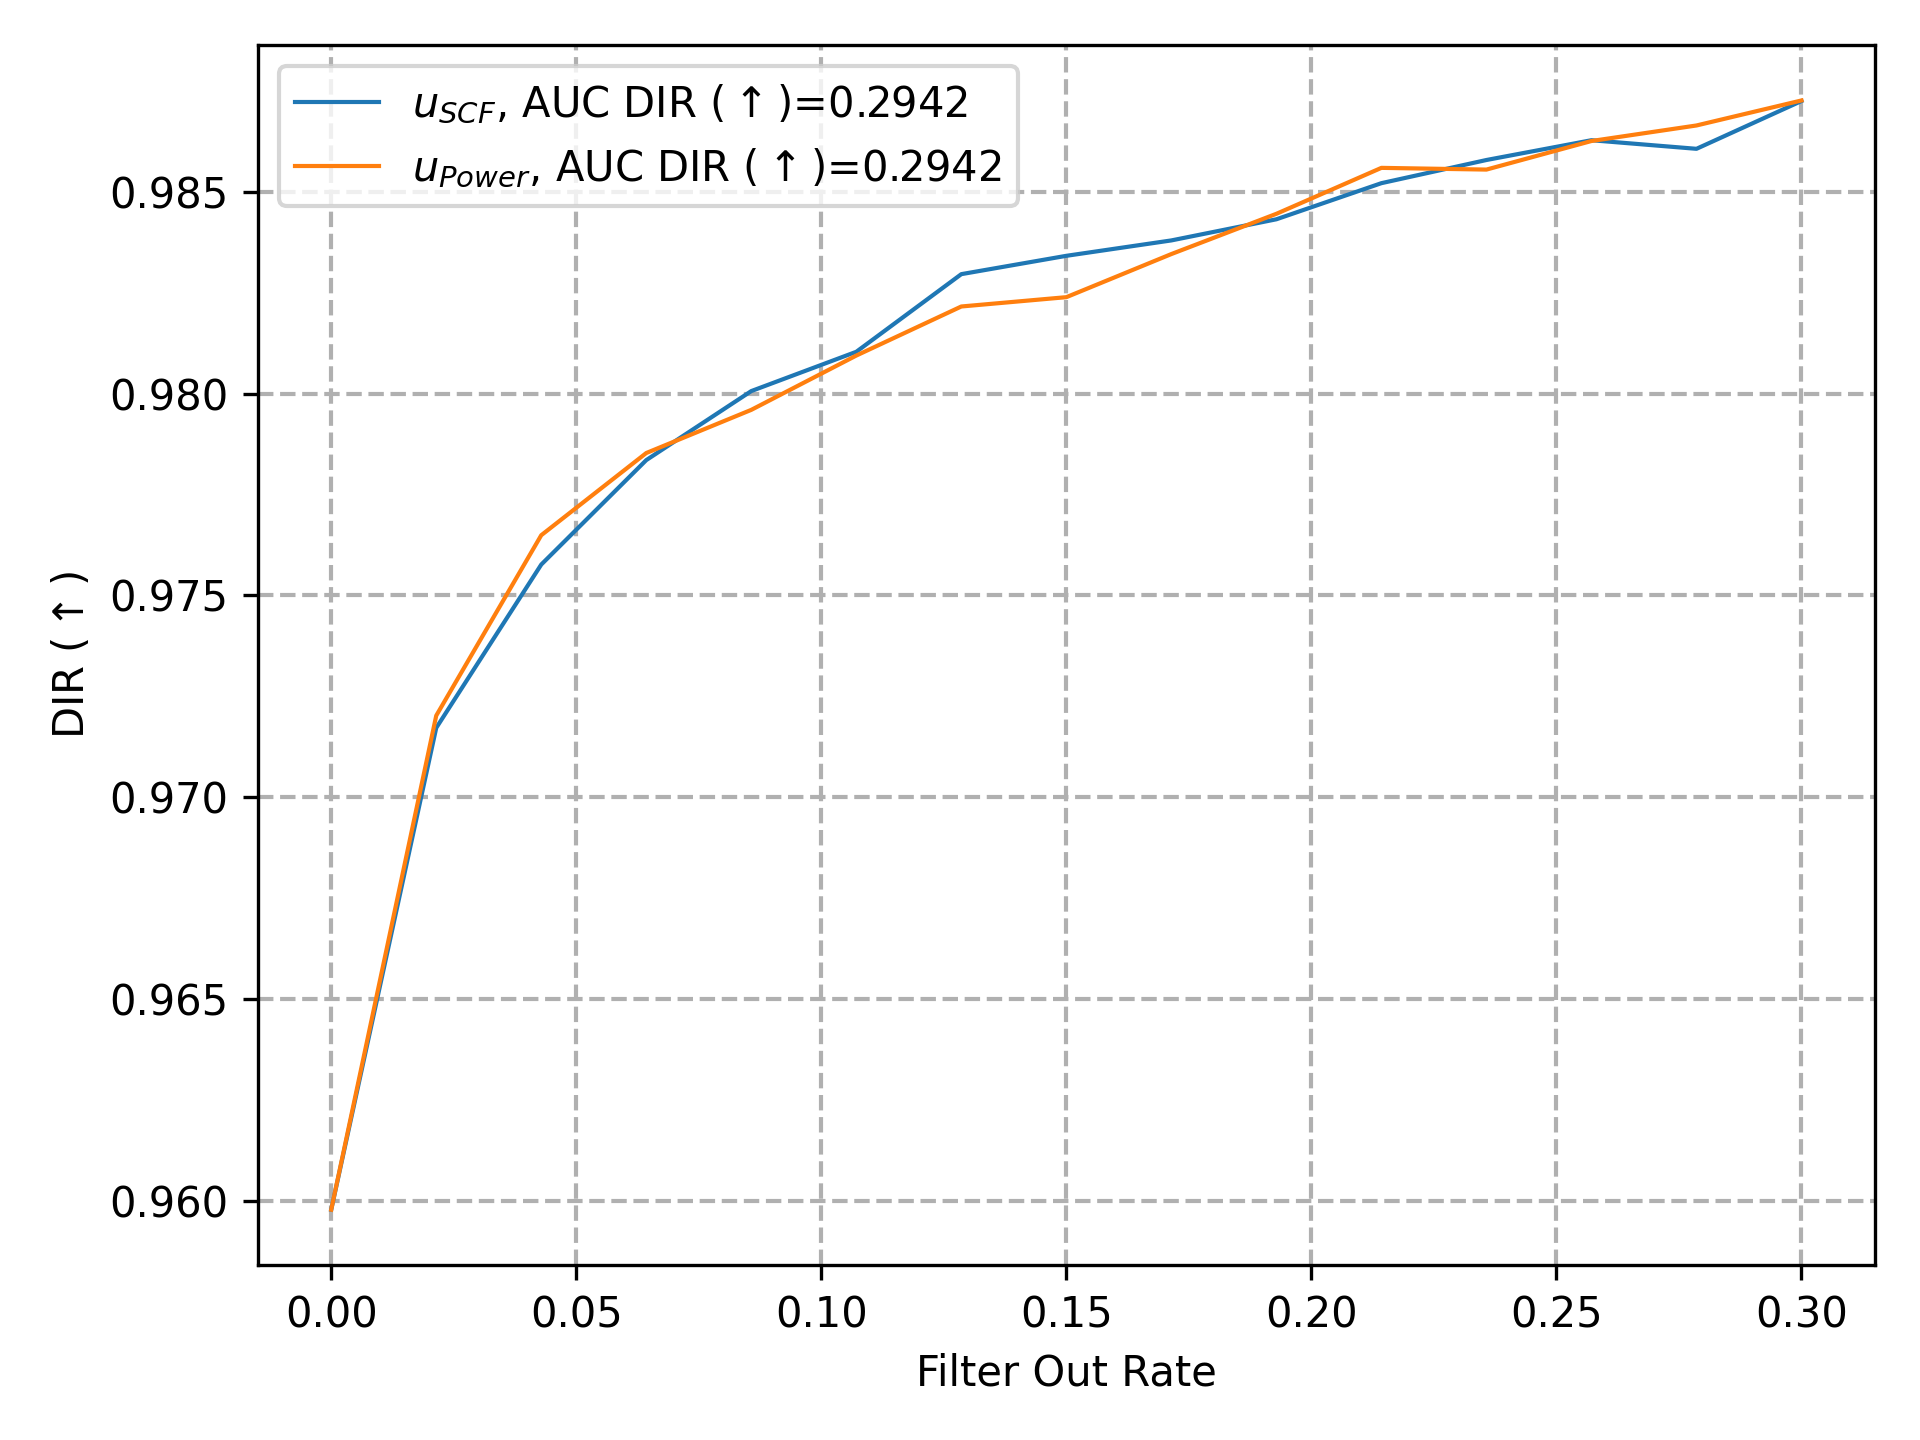 u_SCF, AUC DIR (↑)=0.2942
u_Power, AUC DIR (↑)=0.2942
DIR (↑)
0.985
0.980
0.975
0.970
0.965
0.960
0.00 0.05 0.10 0.15 0.20 0.25 0.30
Filter Out Rate